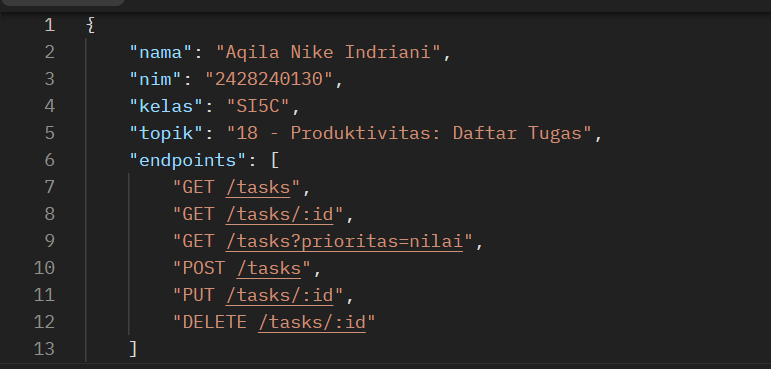 1 {
2 "nama": "Aqila Nike Indriani",
3 "nim": "2428240130",
4 "kelas": "SI5C",
5 "topik": "18 - Produktivitas: Daftar Tugas",
6 "endpoints": [
7 "GET /tasks",
8 "GET /tasks/:id",
9 "GET /tasks?prioritas=nilai",
10 "POST /tasks",
11 "PUT /tasks/:id",
12 "DELETE /tasks/:id"
13 ]